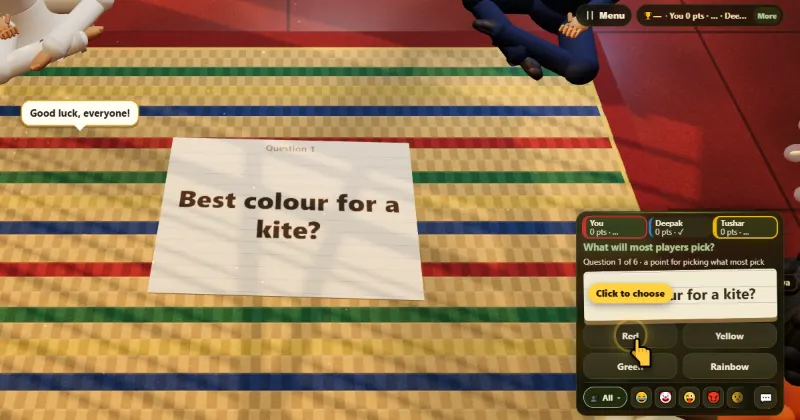 Menu
🏆 — · You 0 pts · ... · Dee... More
Good luck, everyone!
Question 1
Best colour for a
kite?
You
0 pts · ...
Deepak
0 pts · ✓
Tushar
0 pts · ...
What will most players pick?
Question 1 of 6 · a point for picking what most pick
Click to choose
ur for a kite?
Red
Yellow
Green
Rainbow
All